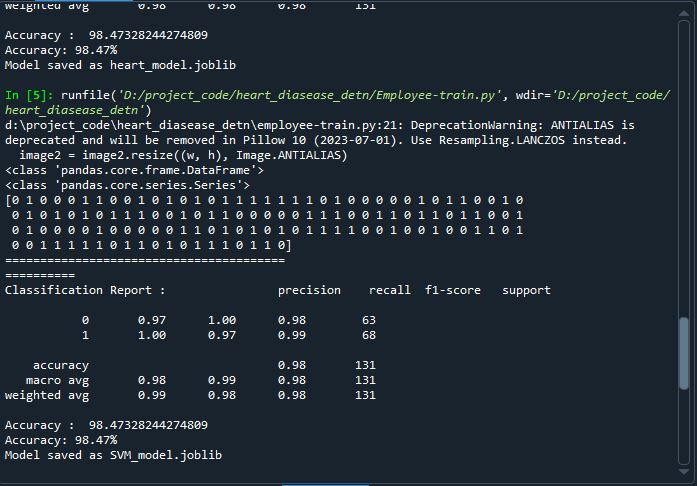 weighted avg       0.98      0.98      0.98       131
Accuracy :  98.47328244274809
Accuracy: 98.47%
Model saved as heart_model.joblib
In [5]: runfile('D:/project_code/heart_diasease_detn/Employee-train.py', wdir='D:/project_code/
heart_diasease_detn')
d:\project_code\heart_diasease_detn\employee-train.py:21: DeprecationWarning: ANTIALIAS is
deprecated and will be removed in Pillow 10 (2023-07-01). Use Resampling.LANCZOS instead.
  image2 = image2.resize((w, h), Image.ANTIALIAS)
<class 'pandas.core.frame.DataFrame'>
<class 'pandas.core.series.Series'>
[0 1 0 0 0 1 1 0 0 1 0 1 0 1 1 1 1 1 1 1 0 1 0 0 0 0 0 1 0 1 1 0 0 1 0
 0 1 0 1 0 1 0 1 1 1 0 0 1 0 1 1 0 0 0 0 0 1 1 1 0 0 1 1 0 1 1 0 1 1 0 0 1
 0 1 0 0 0 0 1 0 0 0 0 1 1 0 1 0 1 0 1 0 1 1 1 1 0 0 1 0 0 1 0 0 1 1 0 1
 0 0 1 1 1 1 1 0 1 1 0 1 0 1 1 1 0 1 1 0]
========================================
==========
Classification Report :                precision    recall  f1-score   support
0       0.97      1.00      0.98        63
1       1.00      0.97      0.99        68
accuracy                           0.98       131
macro avg       0.98      0.99      0.98       131
weighted avg       0.99      0.98      0.98       131
Accuracy :  98.47328244274809
Accuracy: 98.47%
Model saved as SVM_model.joblib